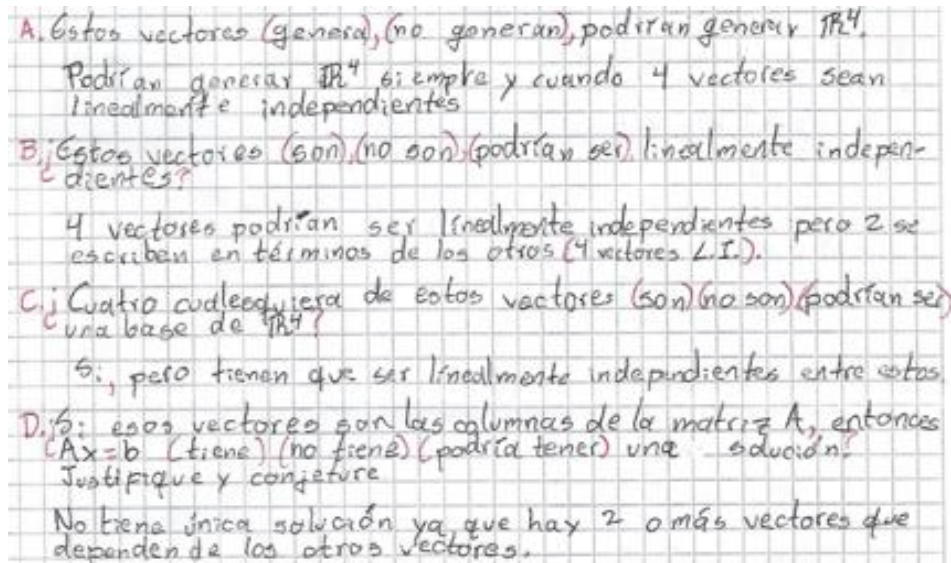 A. Estos vectores (genera), (no generan), podrían generar ℝ⁴.
Podrían generar ℝ⁴ siempre y cuando 4 vectores sean
linealmente independientes
B. ¿Estos vectores (son), (no son), (podrían ser) linealmente indepen-
dientes?
4 vectores podrían ser linealmente independientes pero 2 se
escriben en términos de los otros (4 vectores L.I.).
C. ¿Cuatro cualesquiera de estos vectores (son) (no son) (podrían ser)
una base de ℝ⁴?
Si, pero tienen que ser linealmente independientes entre estos
D. ¿Si esos vectores son las columnas de la matriz A, entonces
Ax=b (tiene) (no tiene) (podría tener) una solución?
Justifique y conjeture
No tiene única solución ya que hay 2 o más vectores que
dependen de los otros vectores.